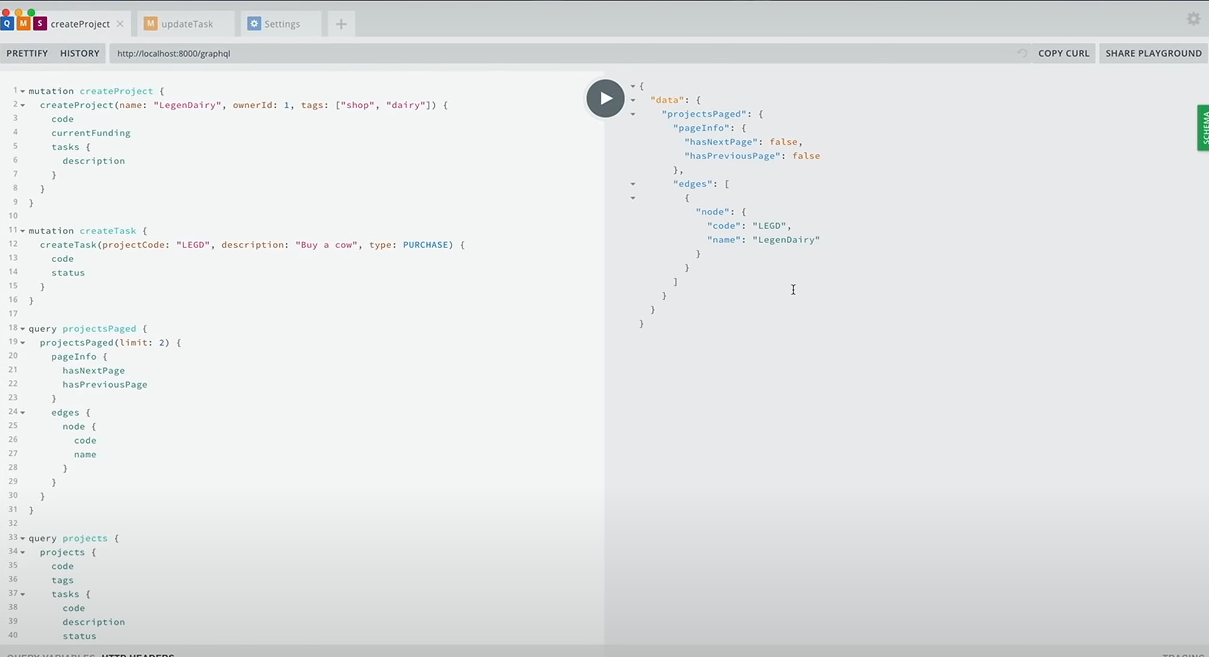 Q M S createProject × M updateTask Settings +
PRETTIFY HISTORY http://localhost:8000/graphql COPY CURL SHARE PLAYGROUND
1 mutation createProject {
2 createProject(name: "LegenDairy", ownerId: 1, tags: ["shop", "dairy"]) {
3 code
4 currentFunding
5 tasks {
6 description
7 }
8 }
9 }
10
11 mutation createTask {
12 createTask(projectCode: "LEGD", description: "Buy a cow", type: PURCHASE) {
13 code
14 status
15 }
16 }
17
18 query projectsPaged {
19 projectsPaged(limit: 2) {
20 pageInfo {
21 hasNextPage
22 hasPreviousPage
23 }
24 edges {
25 node {
26 code
27 name
28 }
29 }
30 }
31 }
32
33 query projects {
34 projects {
35 code
36 tags
37 tasks {
38 code
39 description
40 status
{
"data": {
"projectsPaged": {
"pageInfo": {
"hasNextPage": false,
"hasPreviousPage": false
},
"edges": [
{
"node": {
"code": "LEGD",
"name": "LegenDairy"
}
}
]
}
}
}
SCHEMA
QUERY VARIABLES HTTP HEADERS
TRACING